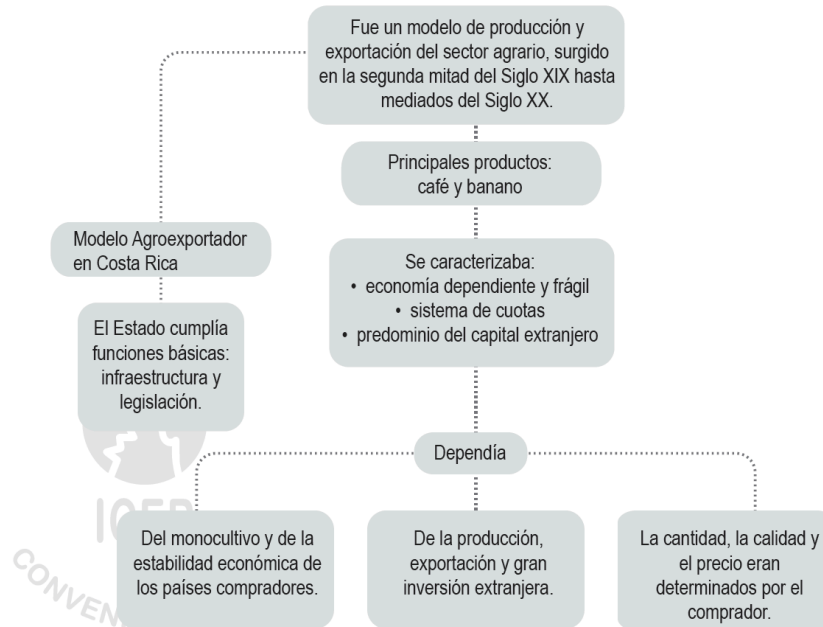 Fue un modelo de producción y
exportación del sector agrario, surgido
en la segunda mitad del Siglo XIX hasta
mediados del Siglo XX.
Principales productos:
café y banano
Modelo Agroexportador
en Costa Rica
Se caracterizaba:
• economía dependiente y frágil
• sistema de cuotas
• predominio del capital extranjero
El Estado cumplía
funciones básicas:
infraestructura y
legislación.
Dependía
Del monocultivo y de la
estabilidad económica de
los países compradores.
De la producción,
exportación y gran
inversión extranjera.
La cantidad, la calidad y
el precio eran
determinados por el
comprador.